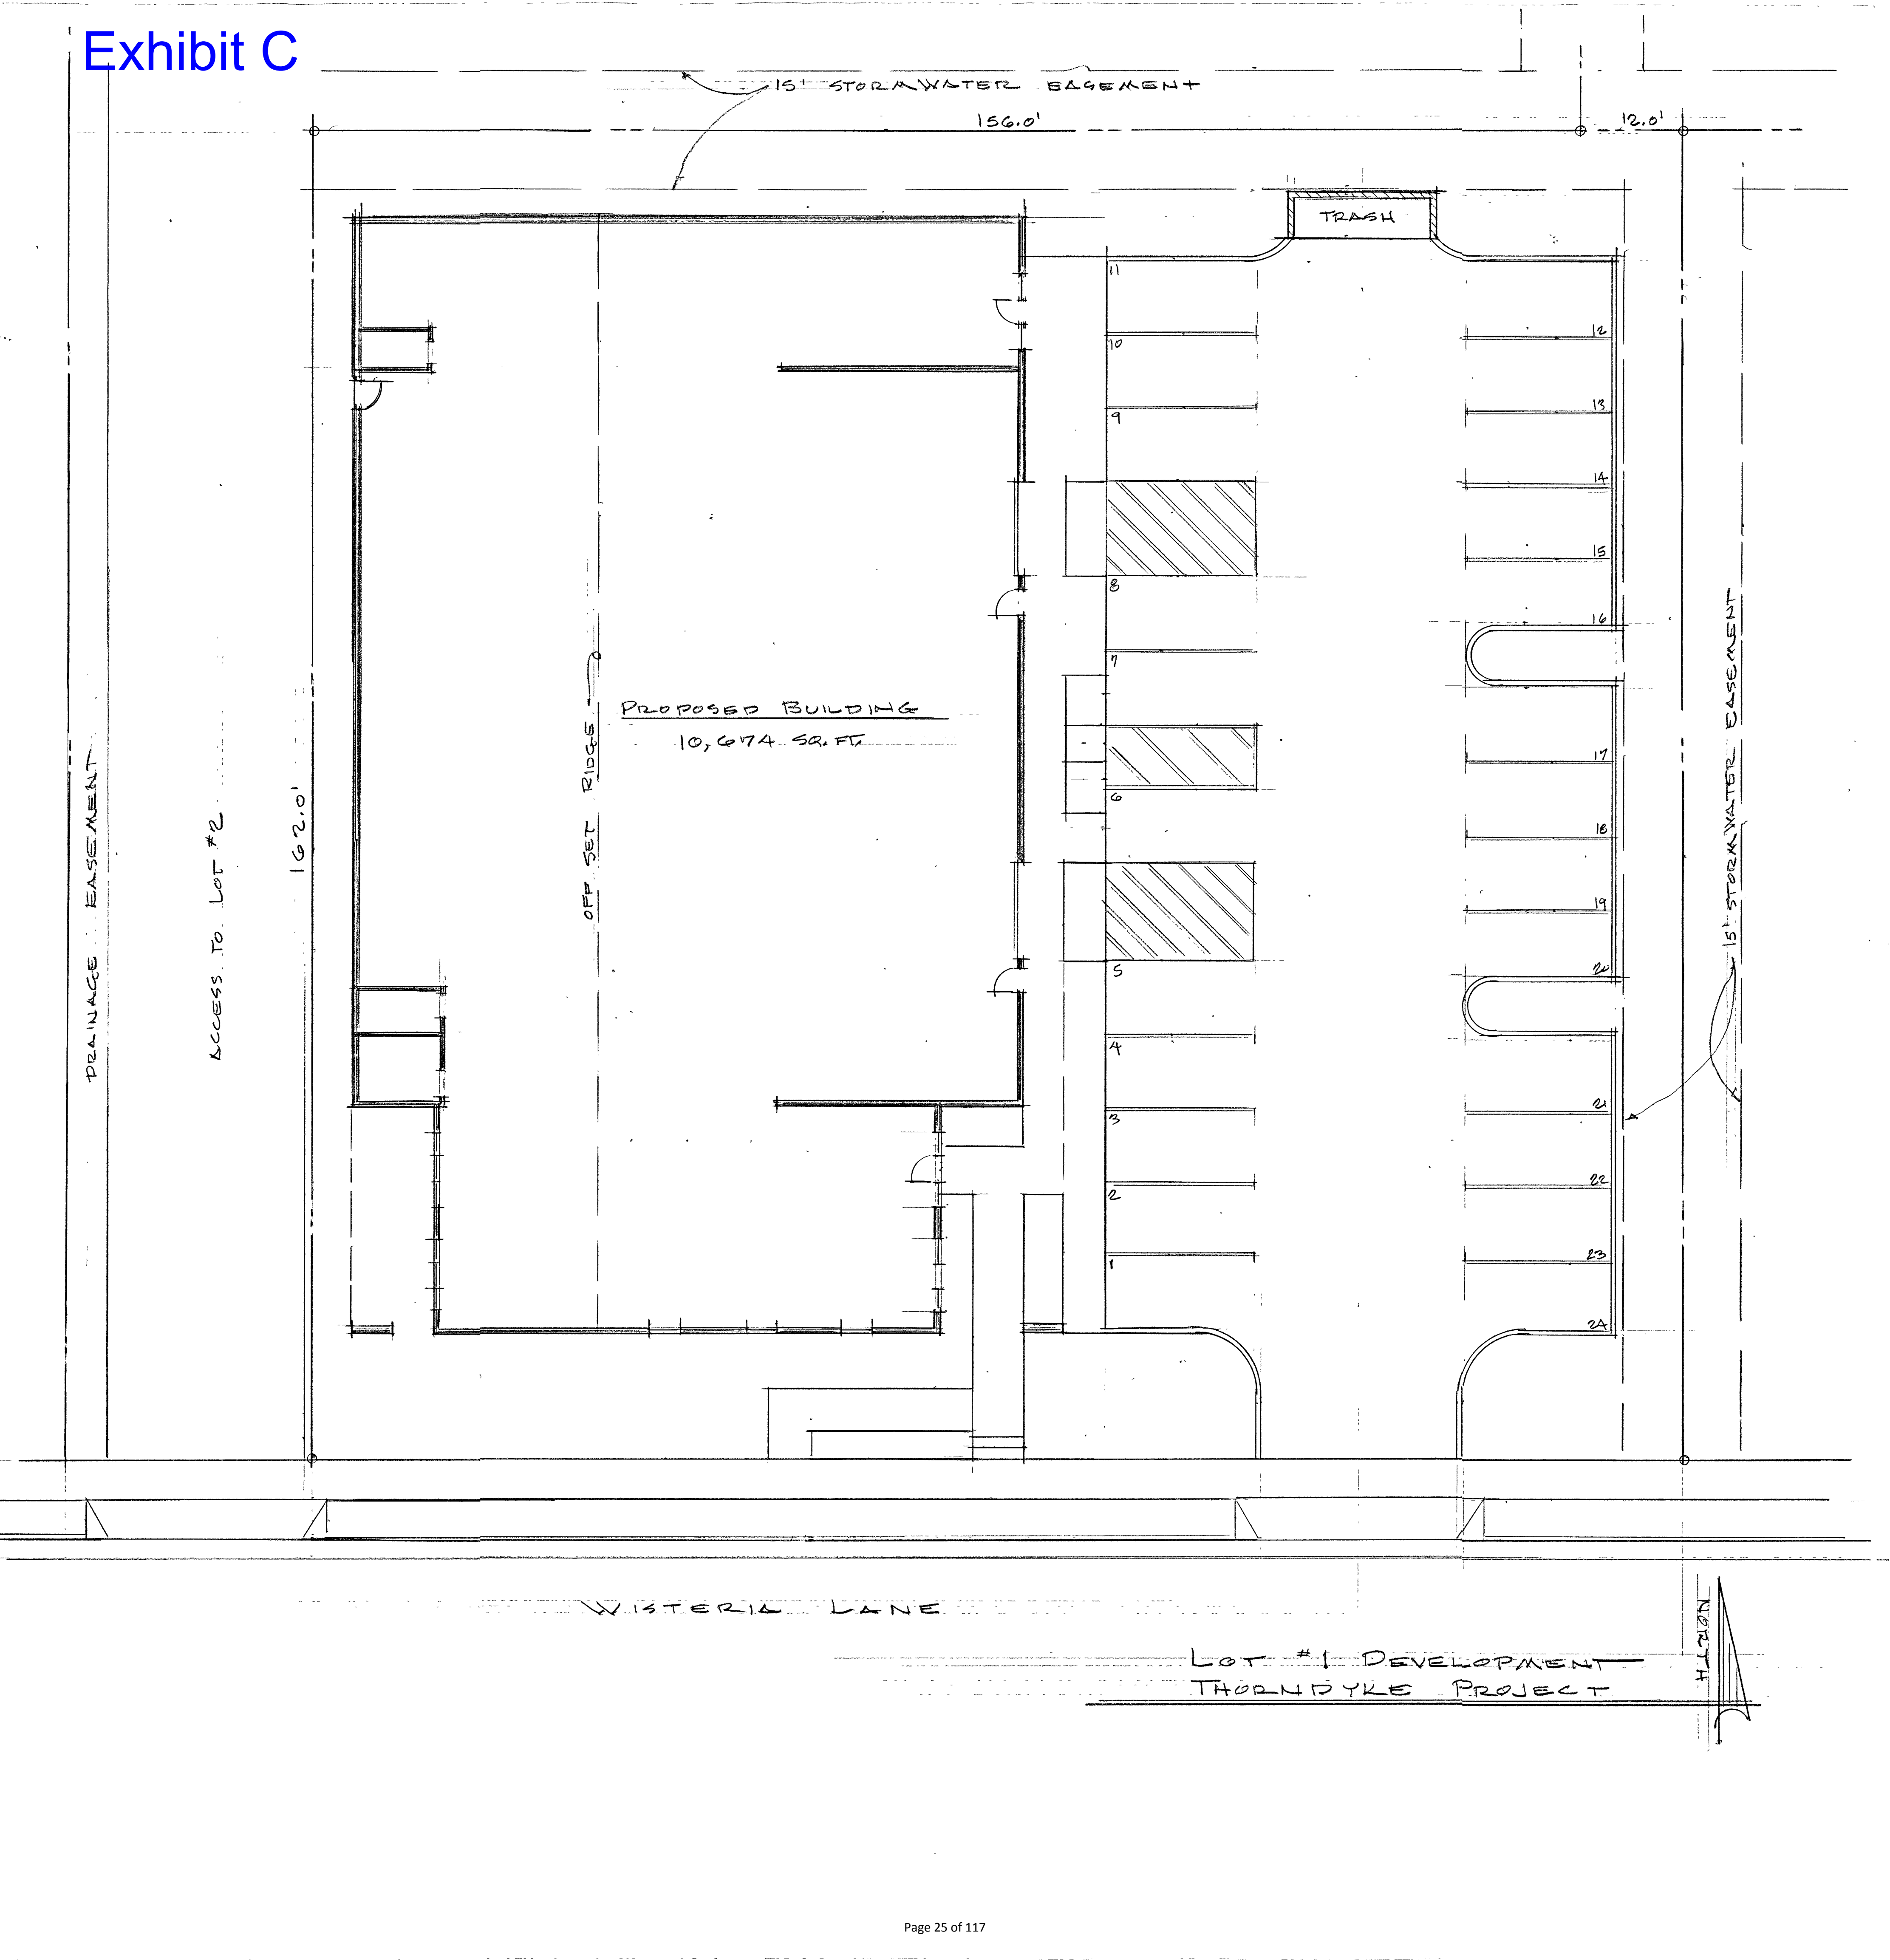 Exhibit C
15' STORMWATER EASEMENT
156.0'
12.0'
TRASH
11
10
9
8
7
6
5
4
3
2
1
12
13
14
15
16
17
18
19
20
21
22
23
24
PROPOSED BUILDING
10,674 SQ. FT.
OFF SET RIDGE
162.0'
ACCESS TO LOT #2
DRAINAGE EASEMENT
15' STORMWATER EASEMENT
WISTERIA LANE
LOT #1 DEVELOPMENT
THORNDYKE PROJECT
NORTH
Page 25 of 117